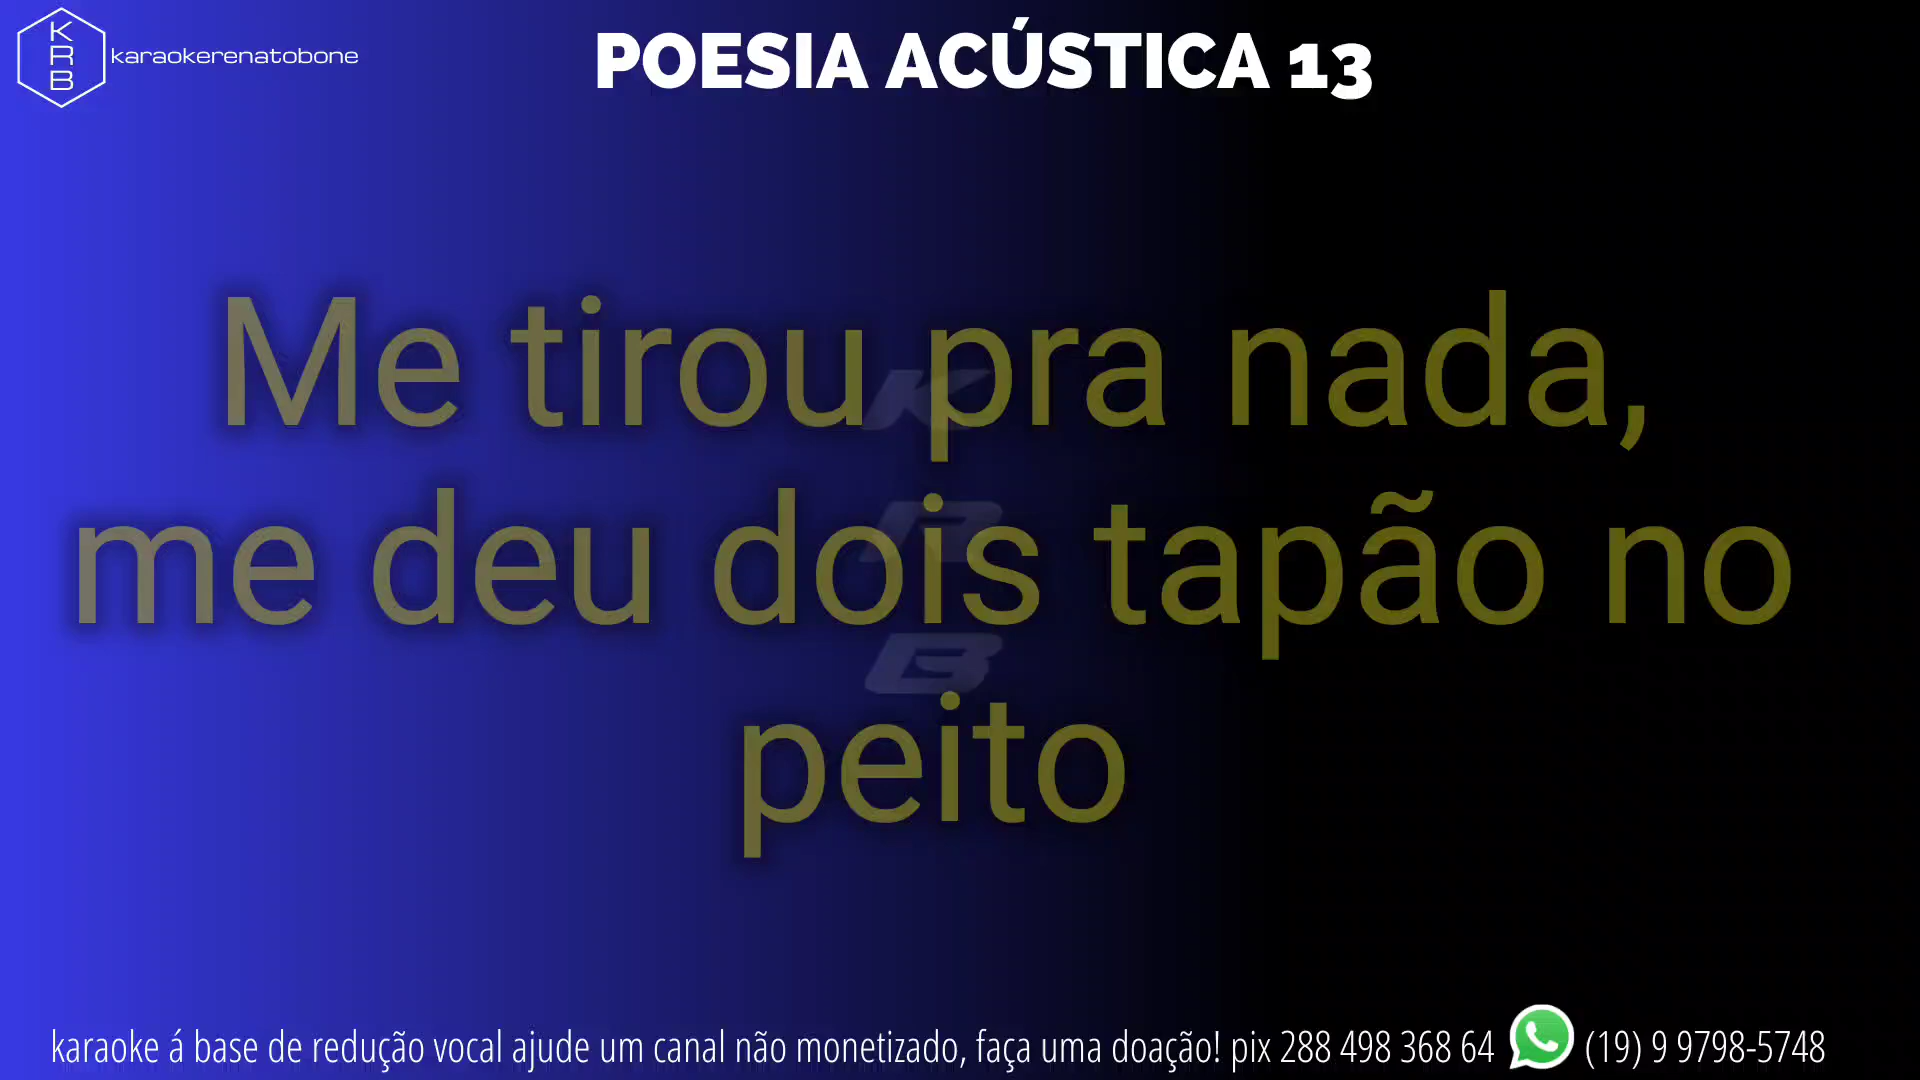 K
R
B
karaokerenatobone
POESIA ACÚSTICA 13
Me tirou pra nada,
me deu dois tapão no
peito
K
R
B
karaoke á base de redução vocal ajude um canal não monetizado, faça uma doação! pix 288 498 368 64 (19) 9 9798-5748